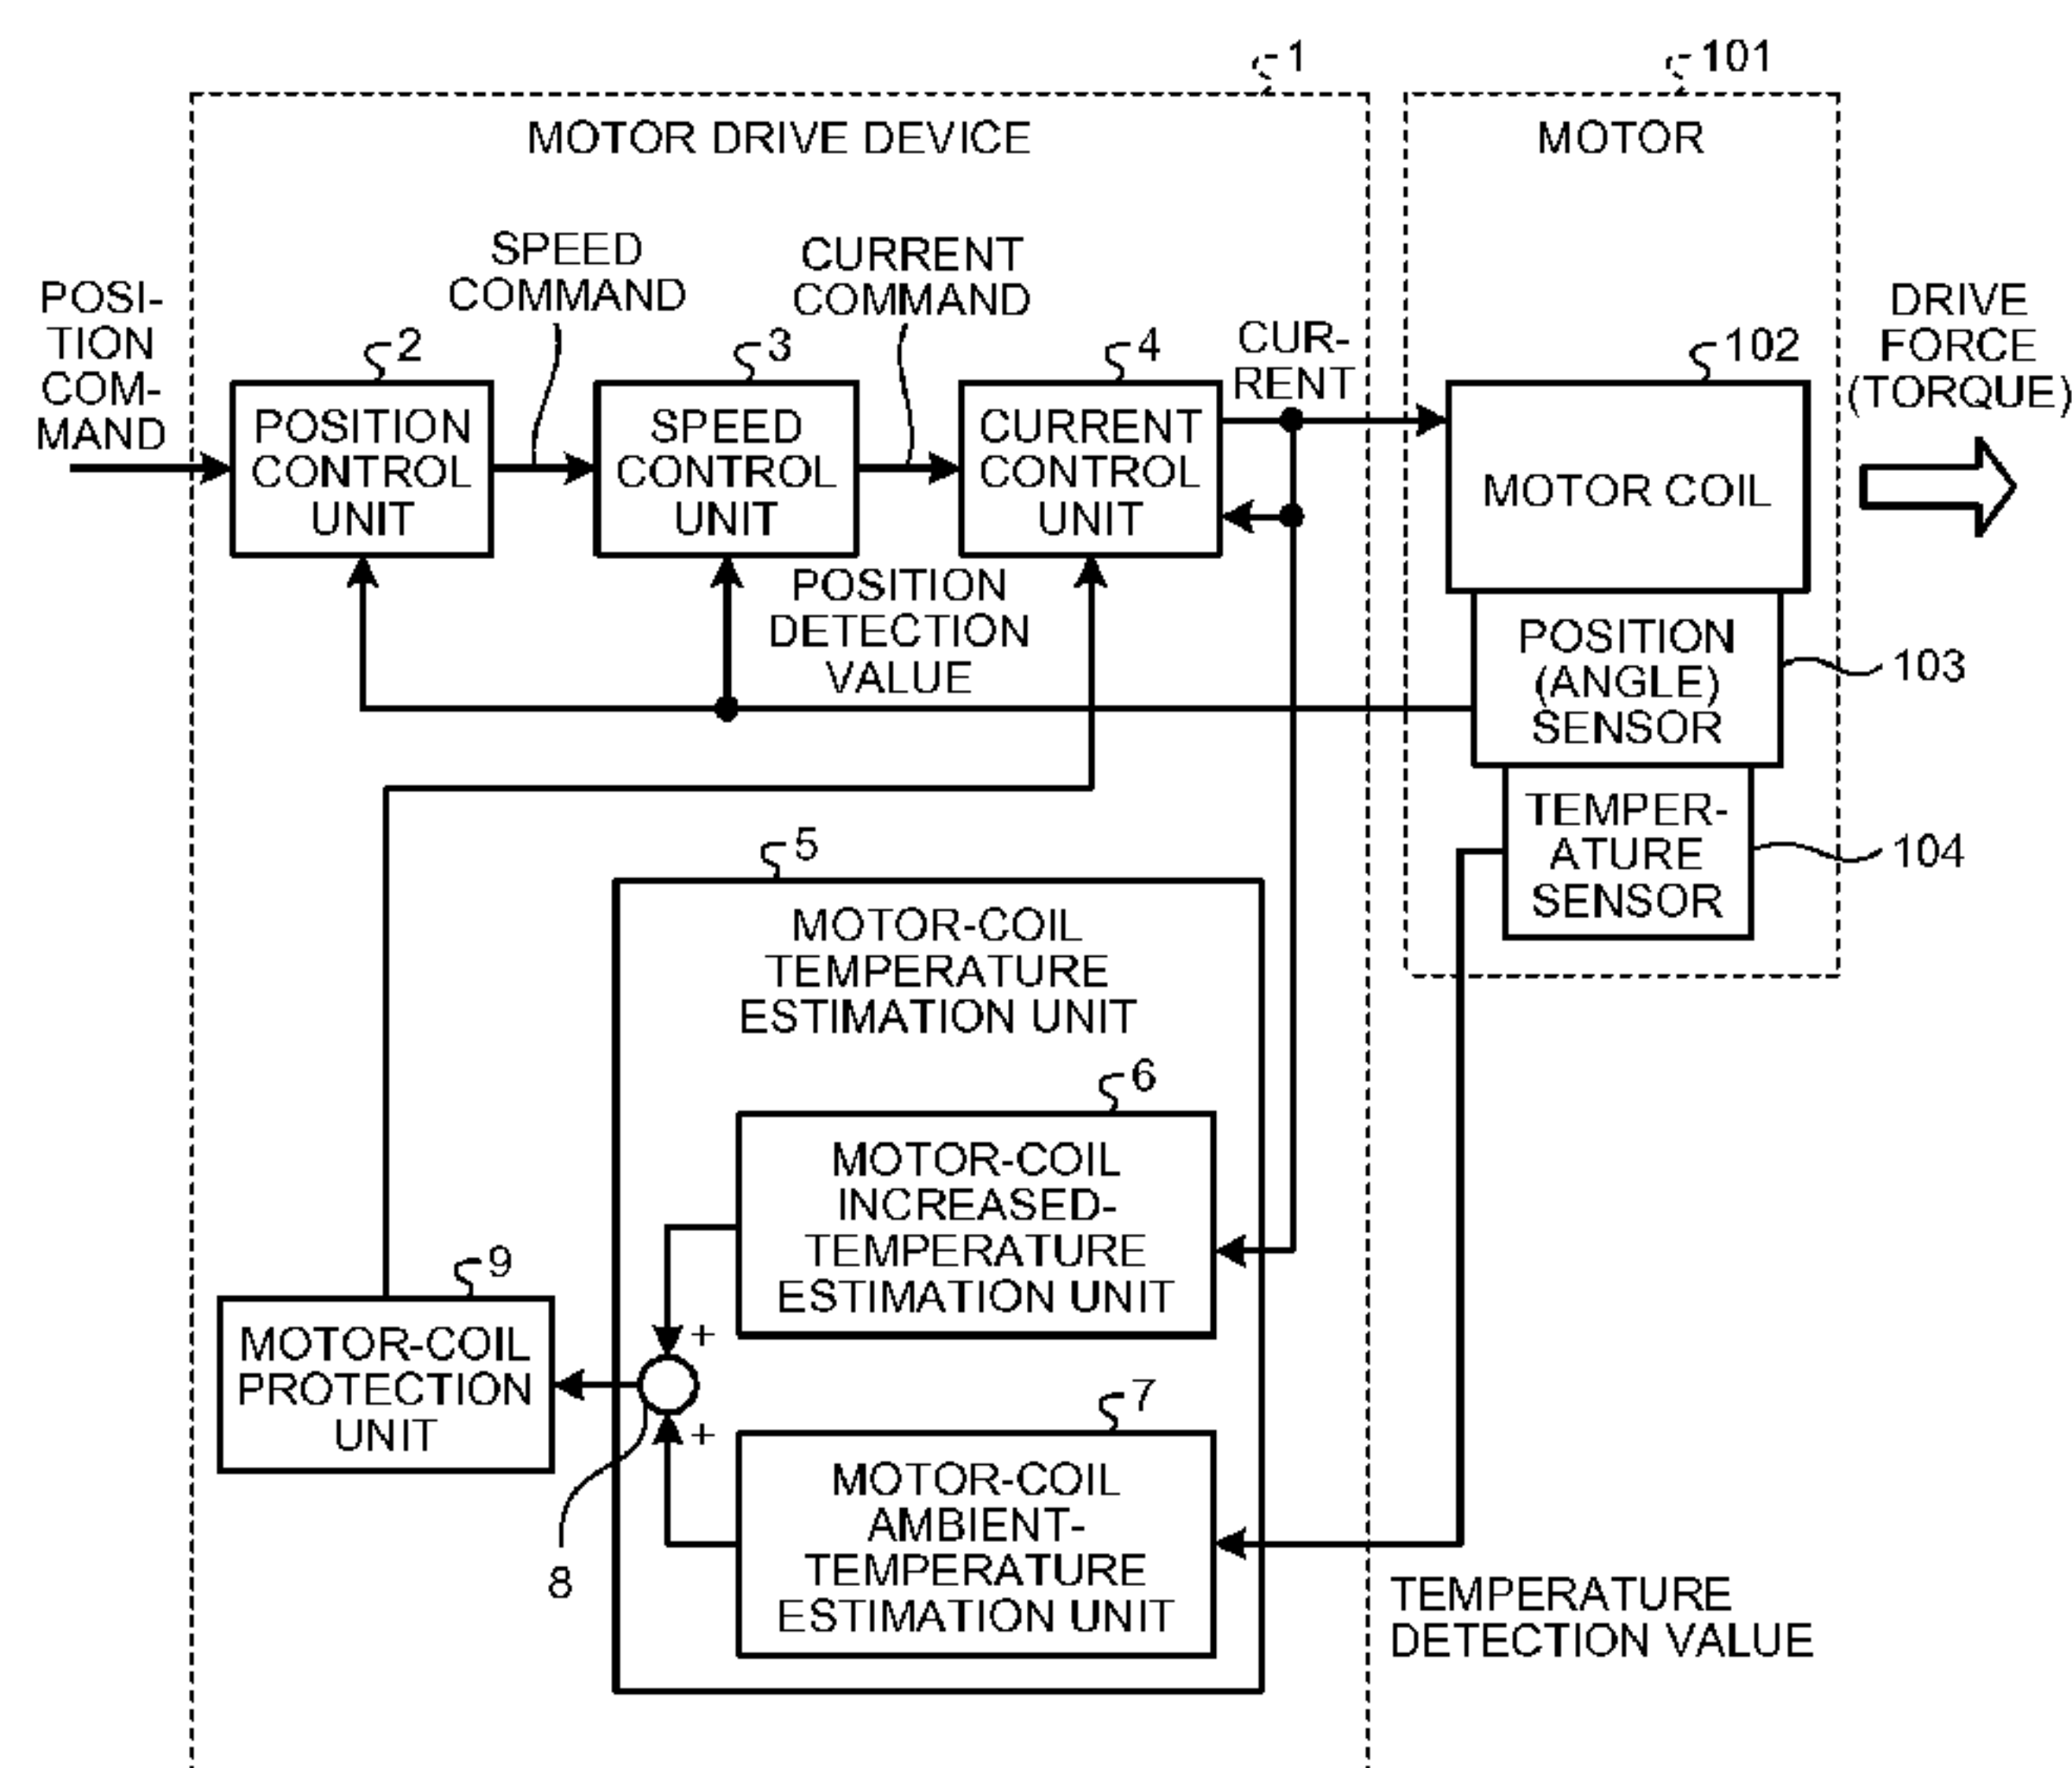 1
101
MOTOR DRIVE DEVICE
MOTOR
SPEED
COMMAND
CURRENT
COMMAND
POSI-
TION
COM-
MAND
DRIVE
FORCE
(TORQUE)
2
3
4
CUR-
RENT
102
POSITION
CONTROL
UNIT
SPEED
CONTROL
UNIT
CURRENT
CONTROL
UNIT
MOTOR COIL
POSITION
DETECTION
VALUE
POSITION
(ANGLE)
SENSOR
103
TEMPER-
ATURE
SENSOR
104
5
MOTOR-COIL
TEMPERATURE
ESTIMATION UNIT
6
MOTOR-COIL
INCREASED-
TEMPERATURE
ESTIMATION UNIT
9
MOTOR-COIL
PROTECTION
UNIT
+
+
8
7
MOTOR-COIL
AMBIENT-
TEMPERATURE
ESTIMATION UNIT
TEMPERATURE
DETECTION VALUE